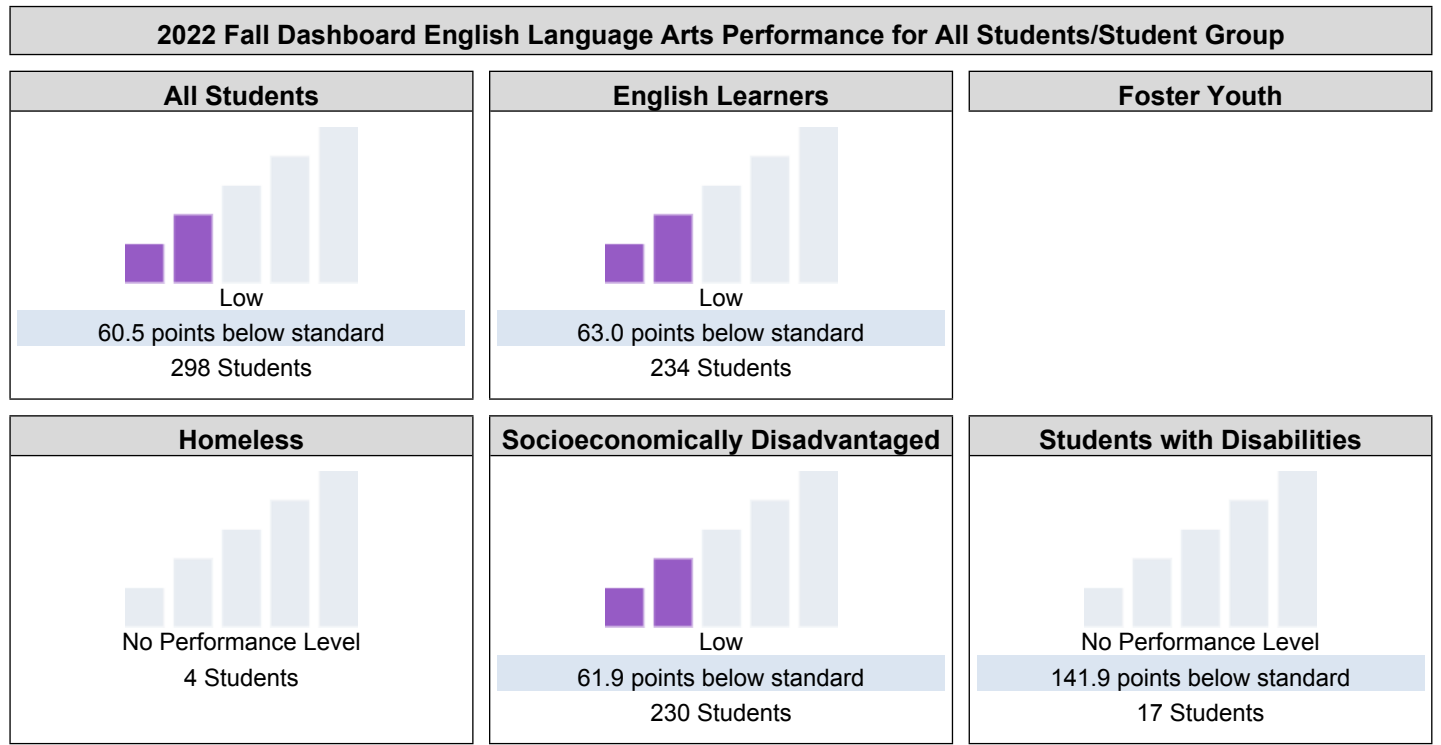 2022 Fall Dashboard English Language Arts Performance for All Students/Student Group
All Students
Low
60.5 points below standard
298 Students
English Learners
Low
63.0 points below standard
234 Students
Foster Youth
Homeless
No Performance Level
4 Students
Socioeconomically Disadvantaged
Low
61.9 points below standard
230 Students
Students with Disabilities
No Performance Level
141.9 points below standard
17 Students